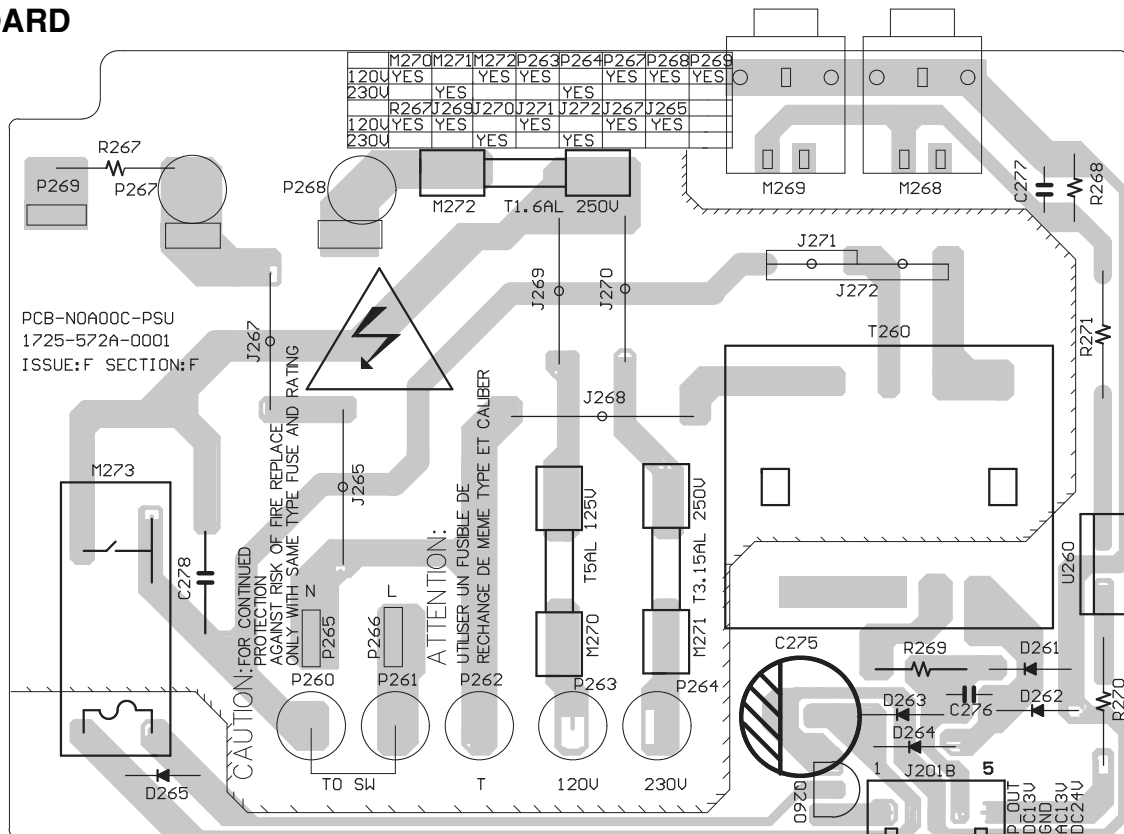 OARD
M270 M271 M272 P263 P264 P267 P268 P269
120V YES YES YES YES YES YES
230V YES YES
R267 J269 J270 J271 J272 J267 J265
120V YES YES YES YES YES
230V YES YES
M269
M268
R267
P269
P267
P268
M272
T1.6AL 250V
C277
R268
J271
J272
J269
J270
PCB-N0A00C-PSU
1725-572A-0001
ISSUE:F SECTION:F
J267
T260
R271
J268
M273
J265
T5AL 125V
T3.15AL 250V
U260
C278
CAUTION:FOR CONTINUED
PROTECTION
AGAINST RISK OF FIRE REPLACE
ONLY WITH SAME TYPE FUSE AND RATING
ATTENTION:
UTILISER UN FUSIBLE DE
RECHANGE DE MEME TYPE ET CALIBER
N
L
P265
P266
M270
M271
C275
R269
D261
P260
P261
P262
P263
P264
D263
C276
D262
R270
D264
D265
TO SW
T
120V
230V
Q260
1 J201B 5
P_OUT
DC13V
GND
AC13V
DC24V